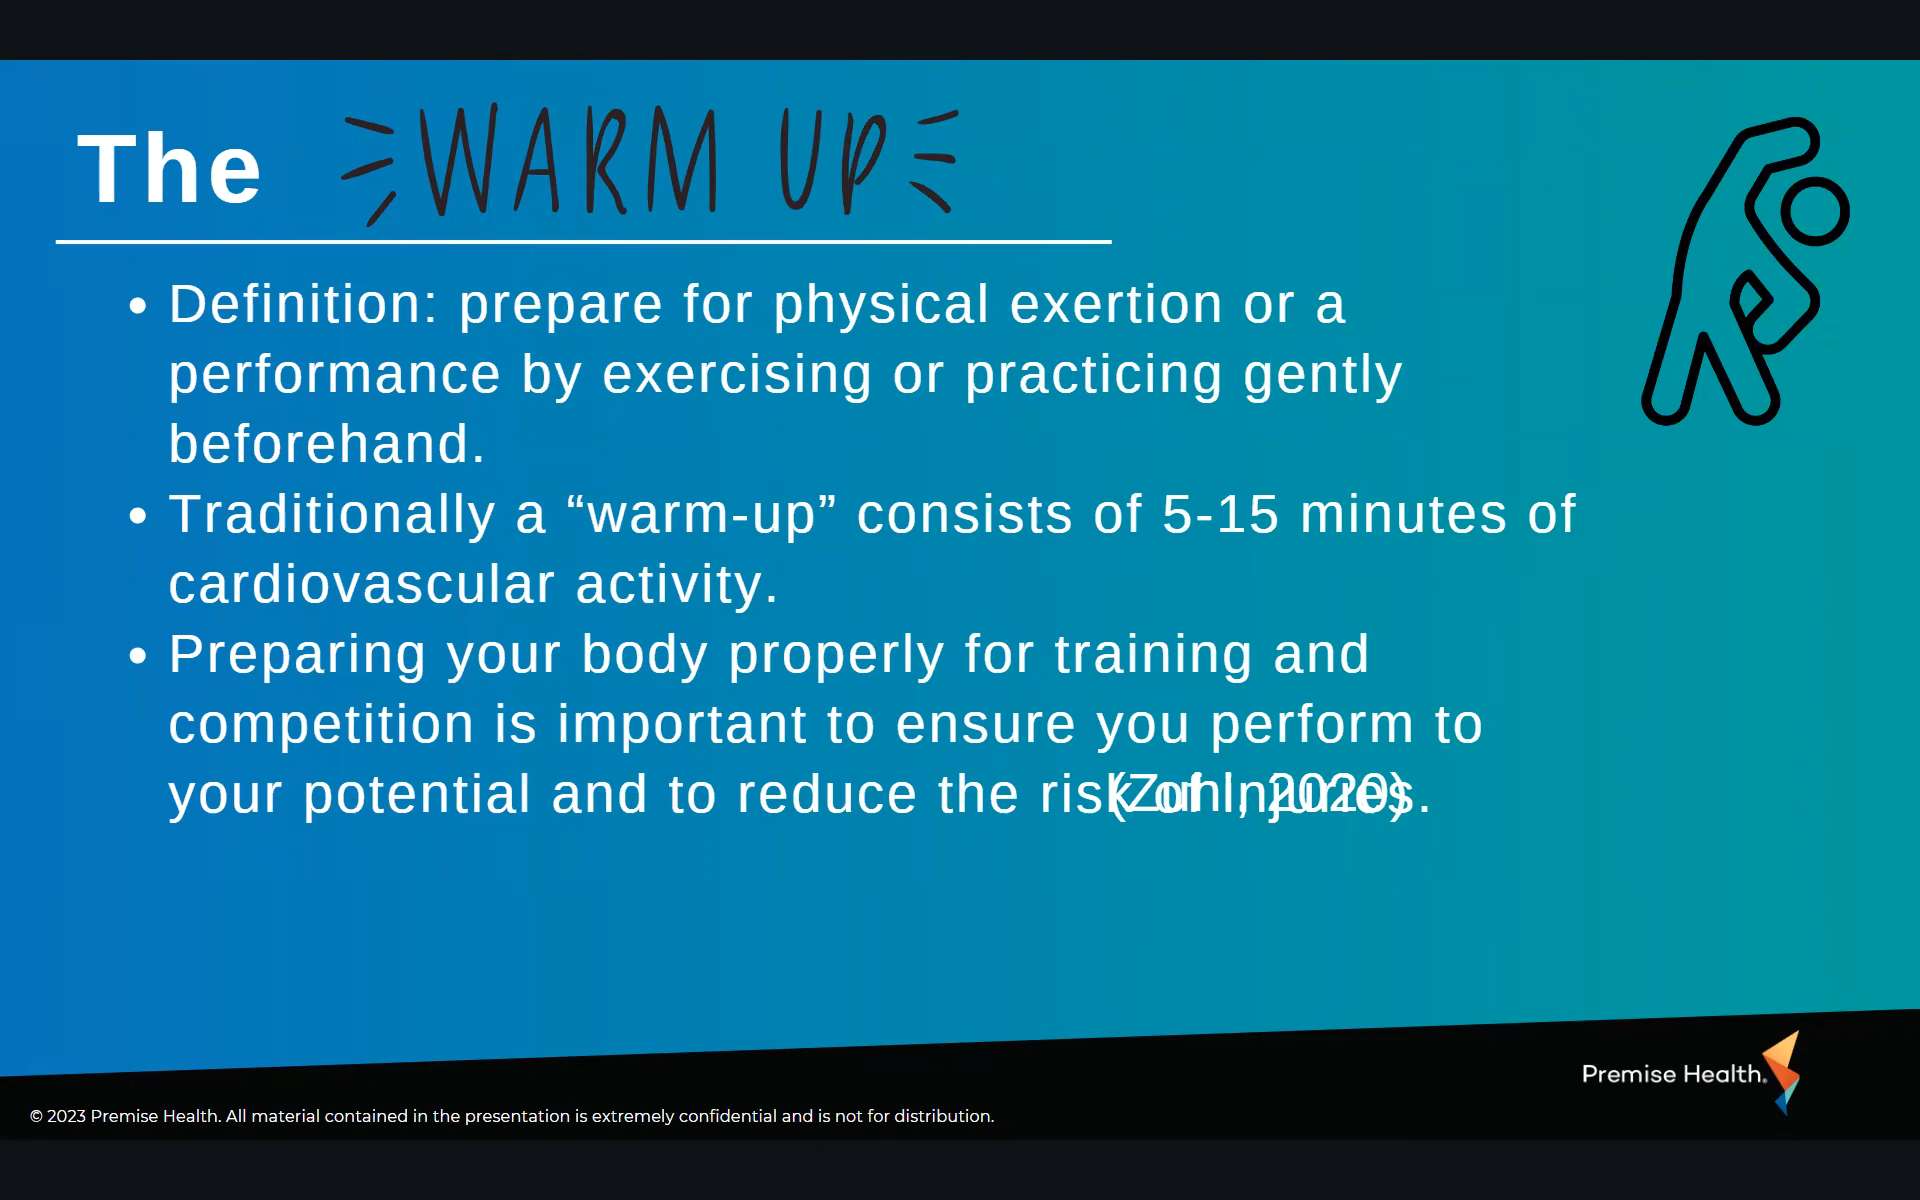 The WARM UP
• Definition: prepare for physical exertion or a
performance by exercising or practicing gently
beforehand.
• Traditionally a “warm-up” consists of 5-15 minutes of
cardiovascular activity.
• Preparing your body properly for training and
competition is important to ensure you perform to
your potential and to reduce the risk of Injuries.
(Zuhl, 2020)
Premise Health.
© 2023 Premise Health. All material contained in the presentation is extremely confidential and is not for distribution.